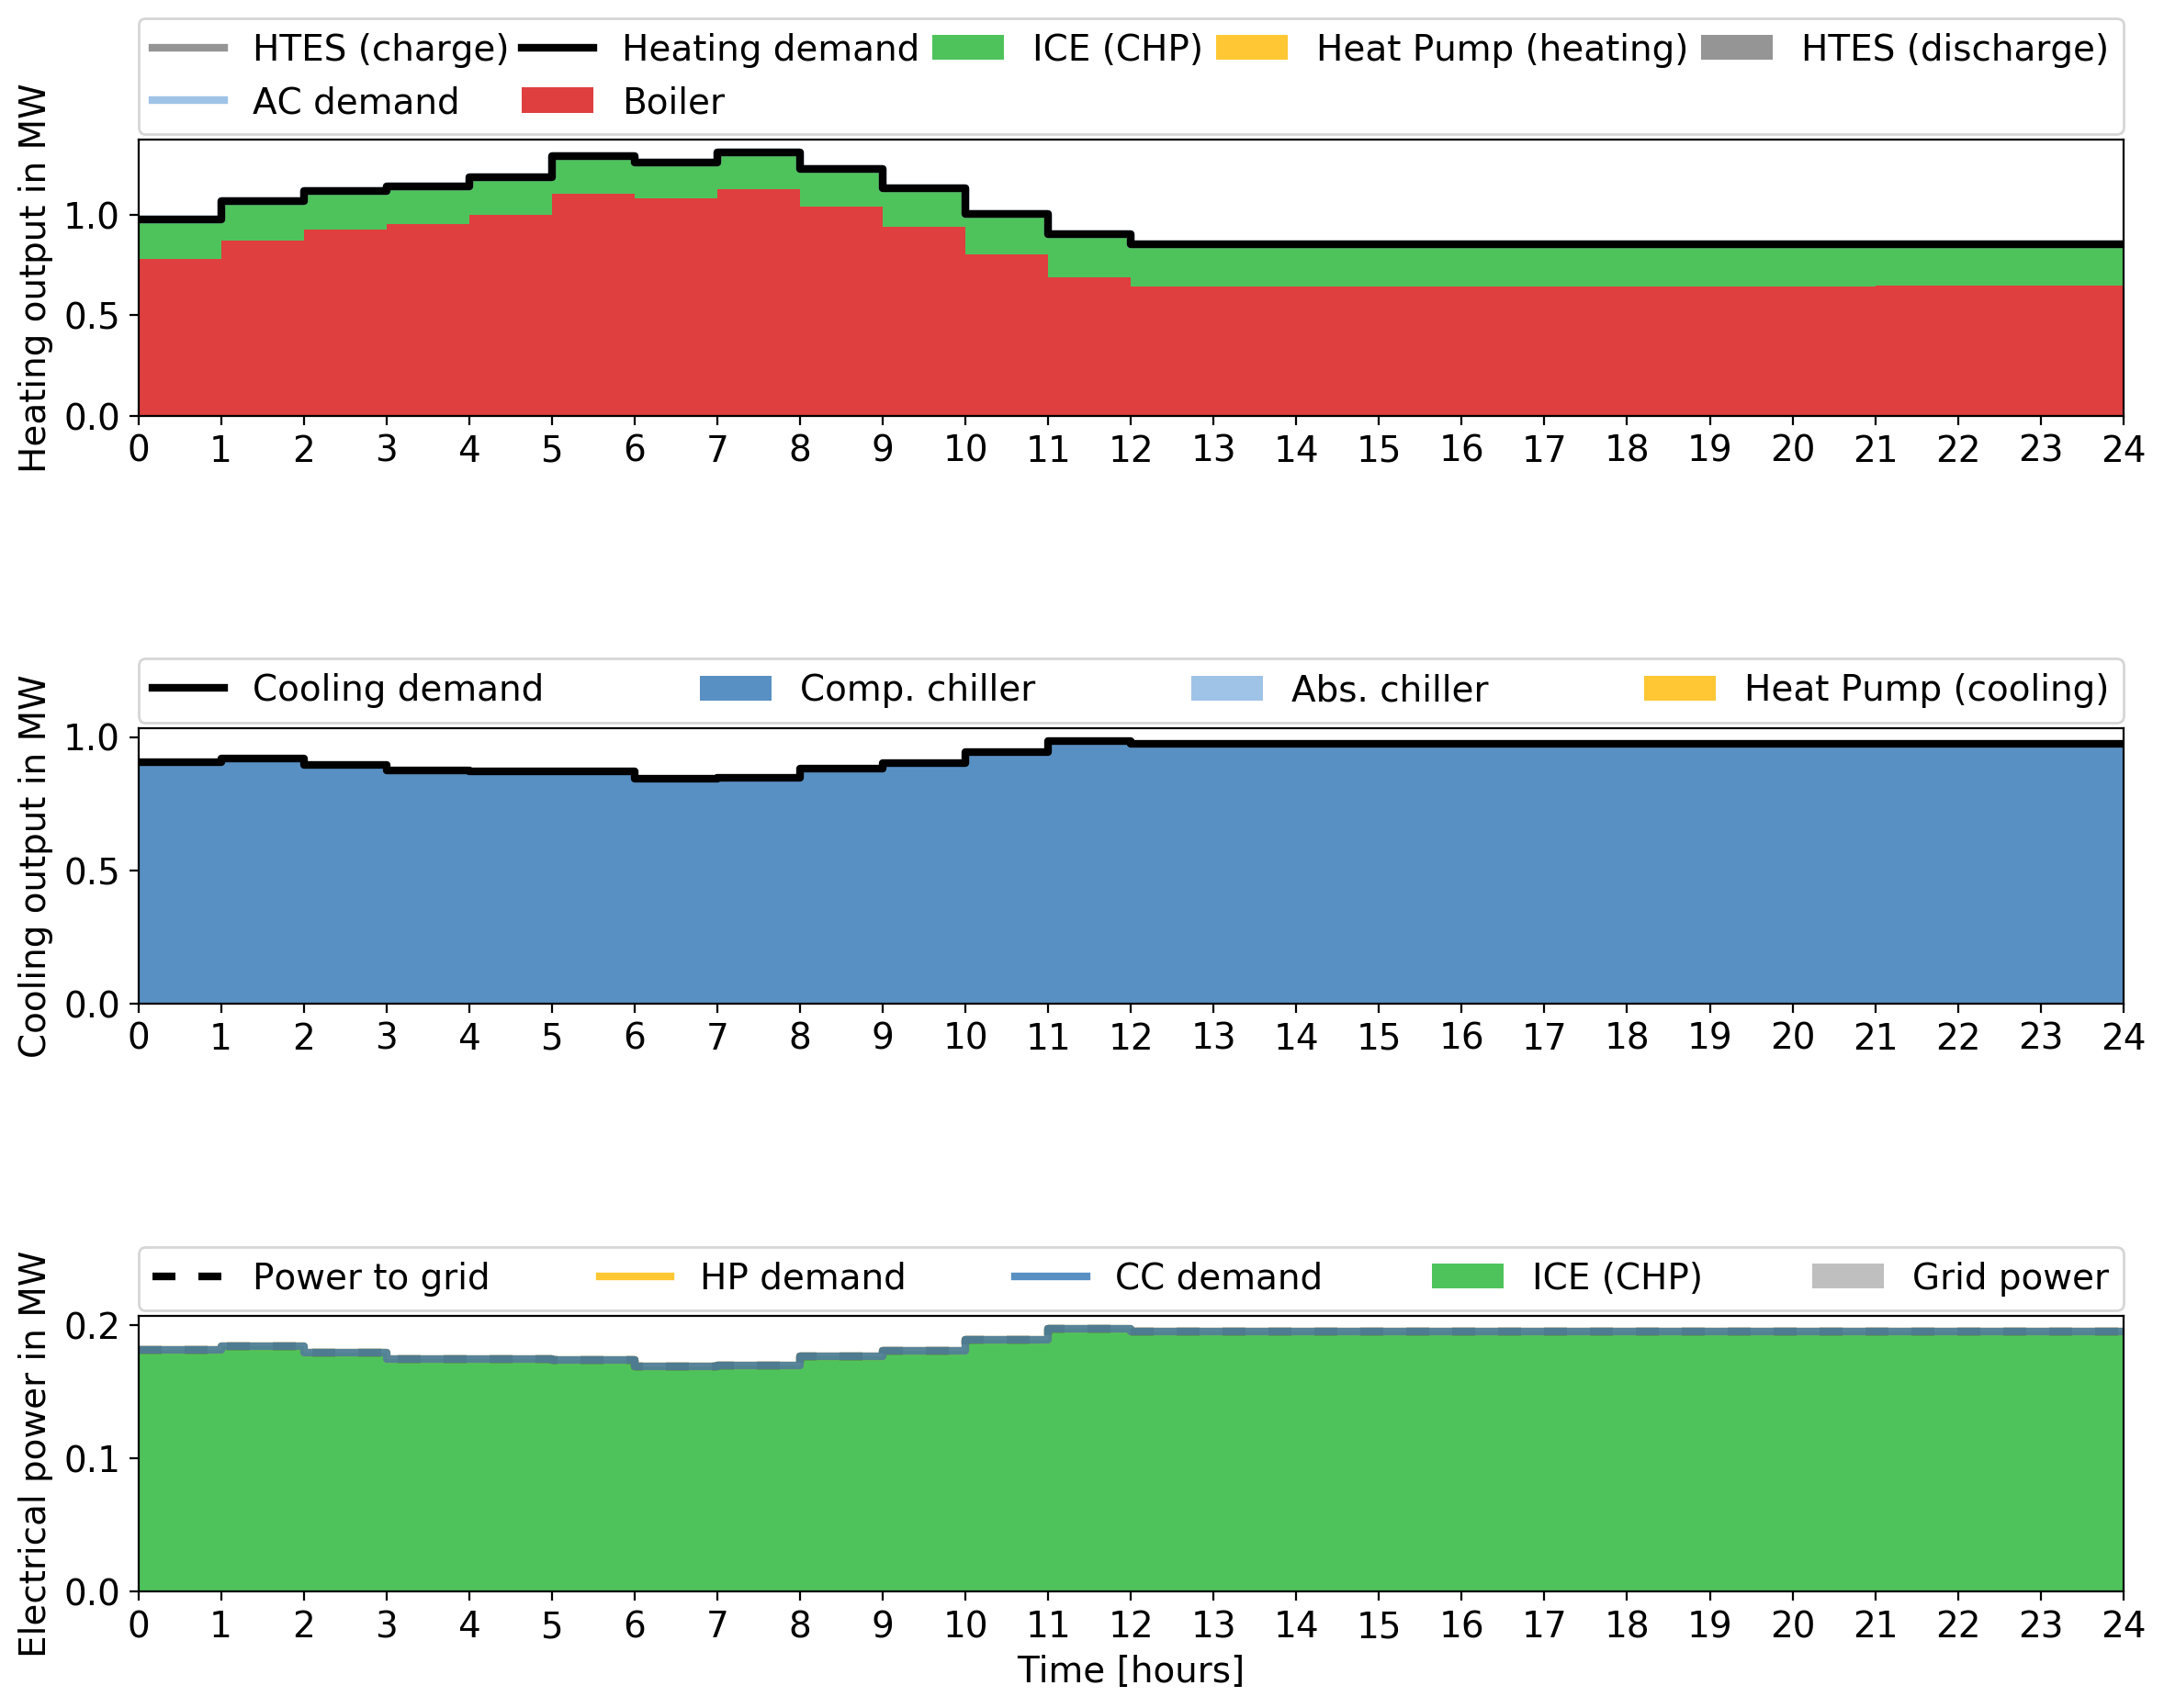 HTES (charge) Heating demand ICE (CHP) Heat Pump (heating) HTES (discharge)
AC demand Boiler
Heating output in MW
1.0
0.5
0.0
0 1 2 3 4 5 6 7 8 9 10 11 12 13 14 15 16 17 18 19 20 21 22 23 24
Cooling demand Comp. chiller Abs. chiller Heat Pump (cooling)
Cooling output in MW
1.0
0.5
0.0
0 1 2 3 4 5 6 7 8 9 10 11 12 13 14 15 16 17 18 19 20 21 22 23 24
Power to grid HP demand CC demand ICE (CHP) Grid power
Electrical power in MW
0.2
0.1
0.0
0 1 2 3 4 5 6 7 8 9 10 11 12 13 14 15 16 17 18 19 20 21 22 23 24
Time [hours]